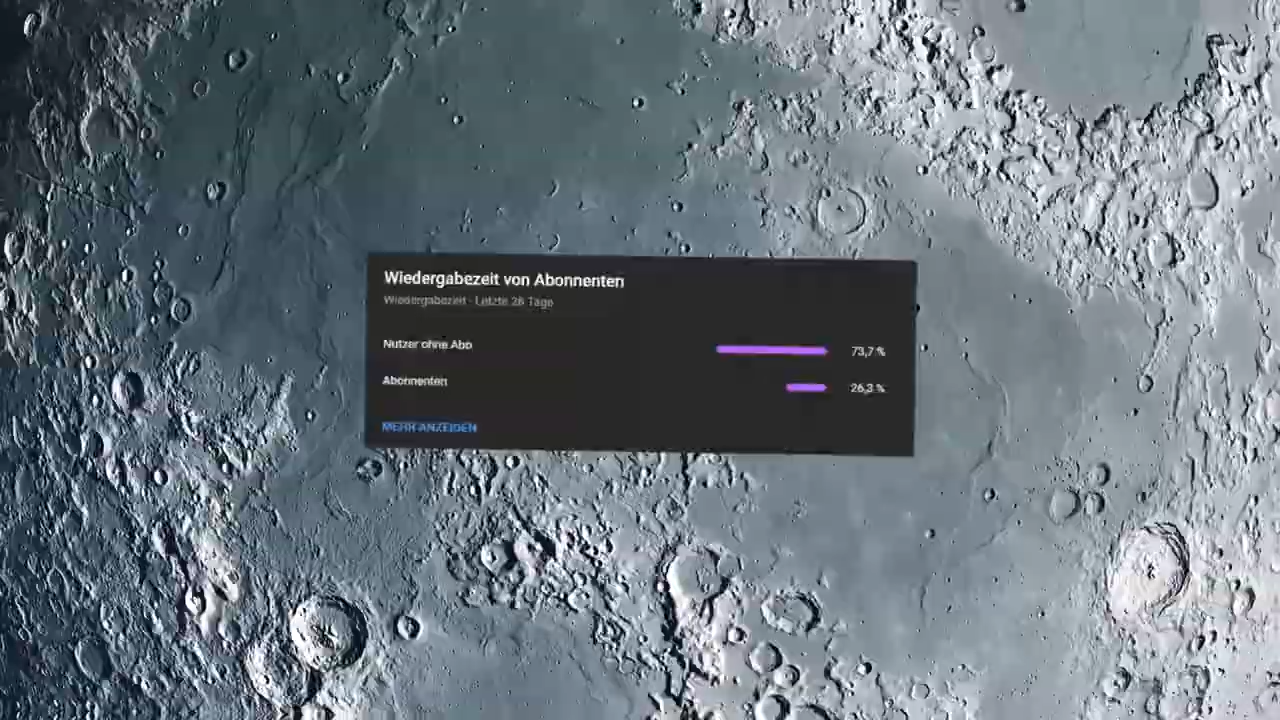 Wiedergabezeit von Abonnenten
Wiedergabezeit · Letzte 28 Tage
Nutzer ohne Abo 73,7 %
Abonnenten 26,3 %
MEHR ANZEIGEN